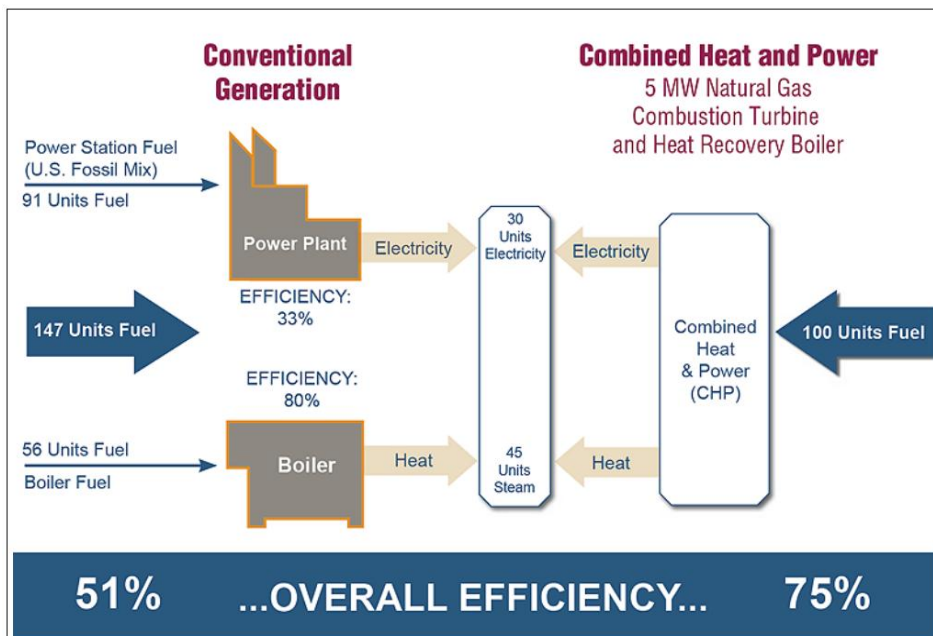 Conventional
Generation
Combined Heat and Power
5 MW Natural Gas
Combustion Turbine
and Heat Recovery Boiler
Power Station Fuel
(U.S. Fossil Mix)
91 Units Fuel
Power Plant
Electricity
30
Units
Electricity
Electricity
EFFICIENCY:
33%
147 Units Fuel
Combined
Heat
& Power
(CHP)
100 Units Fuel
EFFICIENCY:
80%
56 Units Fuel
Boiler Fuel
Boiler
Heat
45
Units
Steam
Heat
51%
...OVERALL EFFICIENCY...
75%